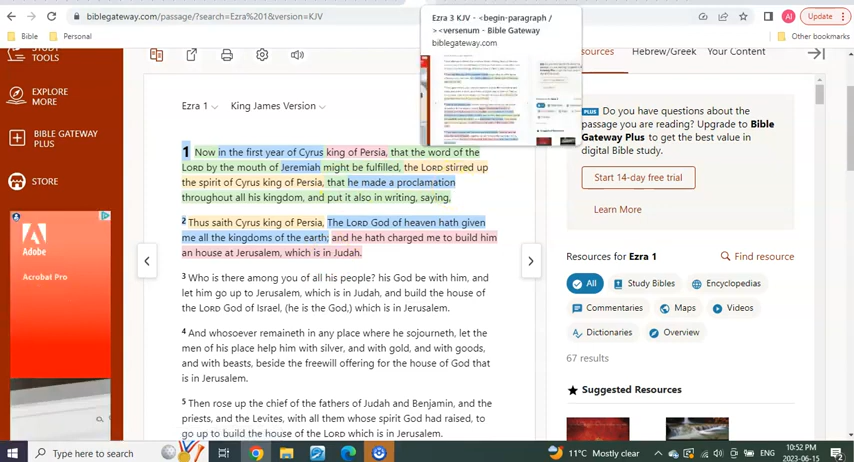 biblegateway.com/passage/?search=Ezra%201&version=KJV
Update
Bible
Personal
Other bookmarks
Ezra 3 KJV - <begin-paragraph /
><versenum - Bible Gateway
biblegateway.com
STUDY
TOOLS
EXPLORE
MORE
BIBLE GATEWAY
PLUS
STORE
Adobe
Acrobat Pro
Ezra 1
King James Version
1 Now in the first year of Cyrus king of Persia, that the word of the
LORD by the mouth of Jeremiah might be fulfilled, the LORD stirred up
the spirit of Cyrus king of Persia, that he made a proclamation
throughout all his kingdom, and put it also in writing, saying,
2 Thus saith Cyrus king of Persia, The LORD God of heaven hath given
me all the kingdoms of the earth; and he hath charged me to build him
an house at Jerusalem, which is in Judah.
3 Who is there among you of all his people? his God be with him, and
let him go up to Jerusalem, which is in Judah, and build the house of
the LORD God of Israel, (he is the God,) which is in Jerusalem.
4 And whosoever remaineth in any place where he sojourneth, let the
men of his place help him with silver, and with gold, and with goods,
and with beasts, beside the freewill offering for the house of God that
is in Jerusalem.
5 Then rose up the chief of the fathers of Judah and Benjamin, and the
priests, and the Levites, with all them whose spirit God had raised, to
go up to build the house of the LORD which is in Jerusalem.
Hebrew/Greek
Your Content
PLUS Do you have questions about the
passage you are reading? Upgrade to Bible
Gateway Plus to get the best value in
digital Bible study.
Start 14-day free trial
Learn More
Resources for Ezra 1
Find resource
All
Study Bibles
Encyclopedias
Commentaries
Maps
Videos
Dictionaries
Overview
67 results
Suggested Resources
Type here to search
11°C Mostly clear
ENG
10:52 PM
2023-06-15
2